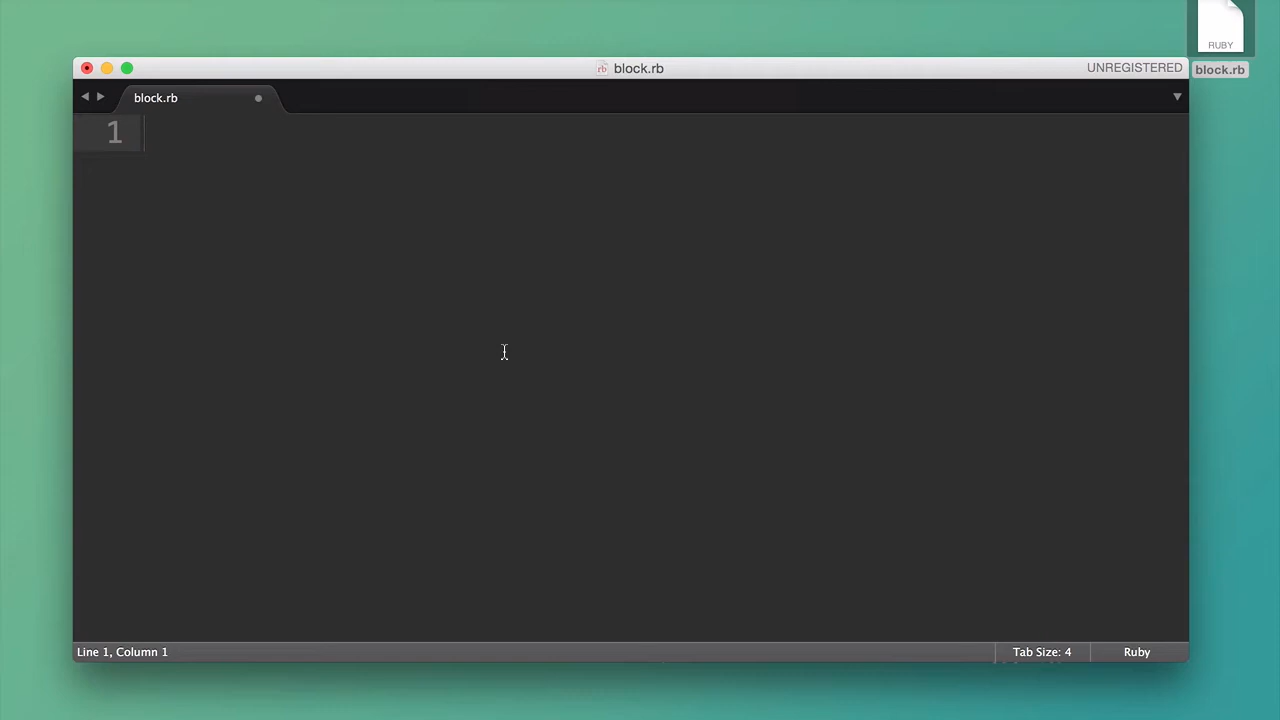 RUBY
block.rb
block.rb
UNREGISTERED
block.rb
1
Line 1, Column 1
Tab Size: 4
Ruby